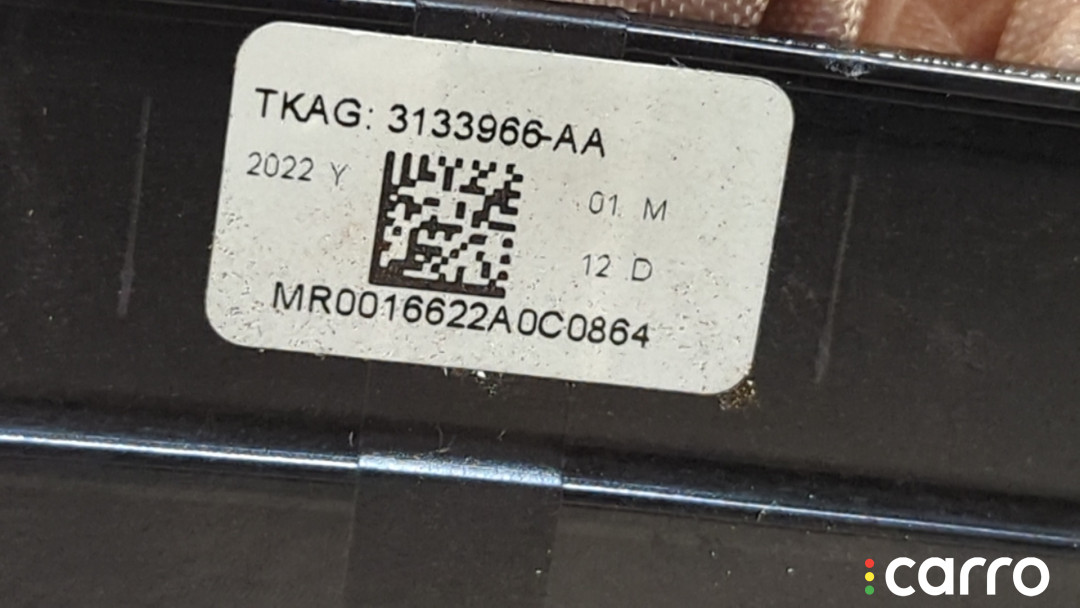 TKAG: 3133966-AA
2022 Y
01 M
12 D
MR0016622A0C0864
carro